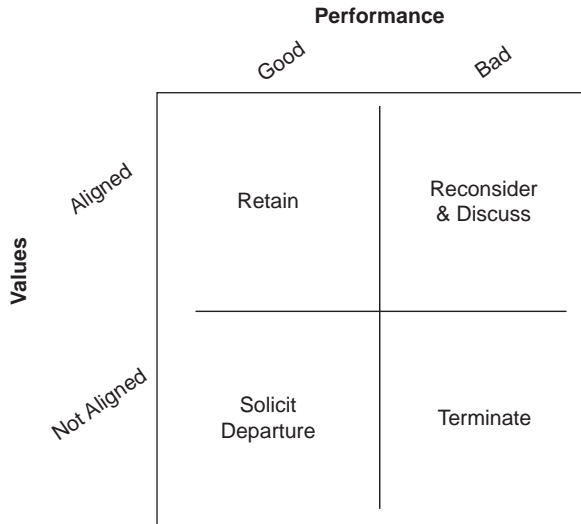 Performance
Good
Bad
Values
Aligned
Retain
Reconsider
& Discuss
Not Aligned
Solicit
Departure
Terminate